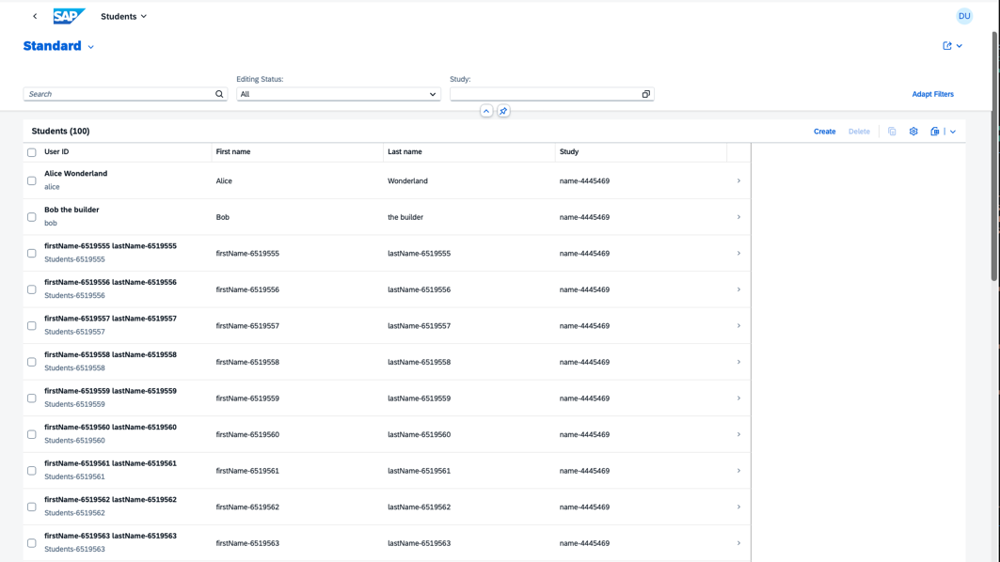 SAP Students DU
Standard
Editing Status: Study:
Search All Adapt Filters
Students (100) Create Delete
User ID First name Last name Study
Alice Wonderland
alice Alice Wonderland name-4445469
Bob the builder
bob Bob the builder name-4445469
firstName-6519555 lastName-6519555
Students-6519555 firstName-6519555 lastName-6519555 name-4445469
firstName-6519556 lastName-6519556
Students-6519556 firstName-6519556 lastName-6519556 name-4445469
firstName-6519557 lastName-6519557
Students-6519557 firstName-6519557 lastName-6519557 name-4445469
firstName-6519558 lastName-6519558
Students-6519558 firstName-6519558 lastName-6519558 name-4445469
firstName-6519559 lastName-6519559
Students-6519559 firstName-6519559 lastName-6519559 name-4445469
firstName-6519560 lastName-6519560
Students-6519560 firstName-6519560 lastName-6519560 name-4445469
firstName-6519561 lastName-6519561
Students-6519561 firstName-6519561 lastName-6519561 name-4445469
firstName-6519562 lastName-6519562
Students-6519562 firstName-6519562 lastName-6519562 name-4445469
firstName-6519563 lastName-6519563
Students-6519563 firstName-6519563 lastName-6519563 name-4445469